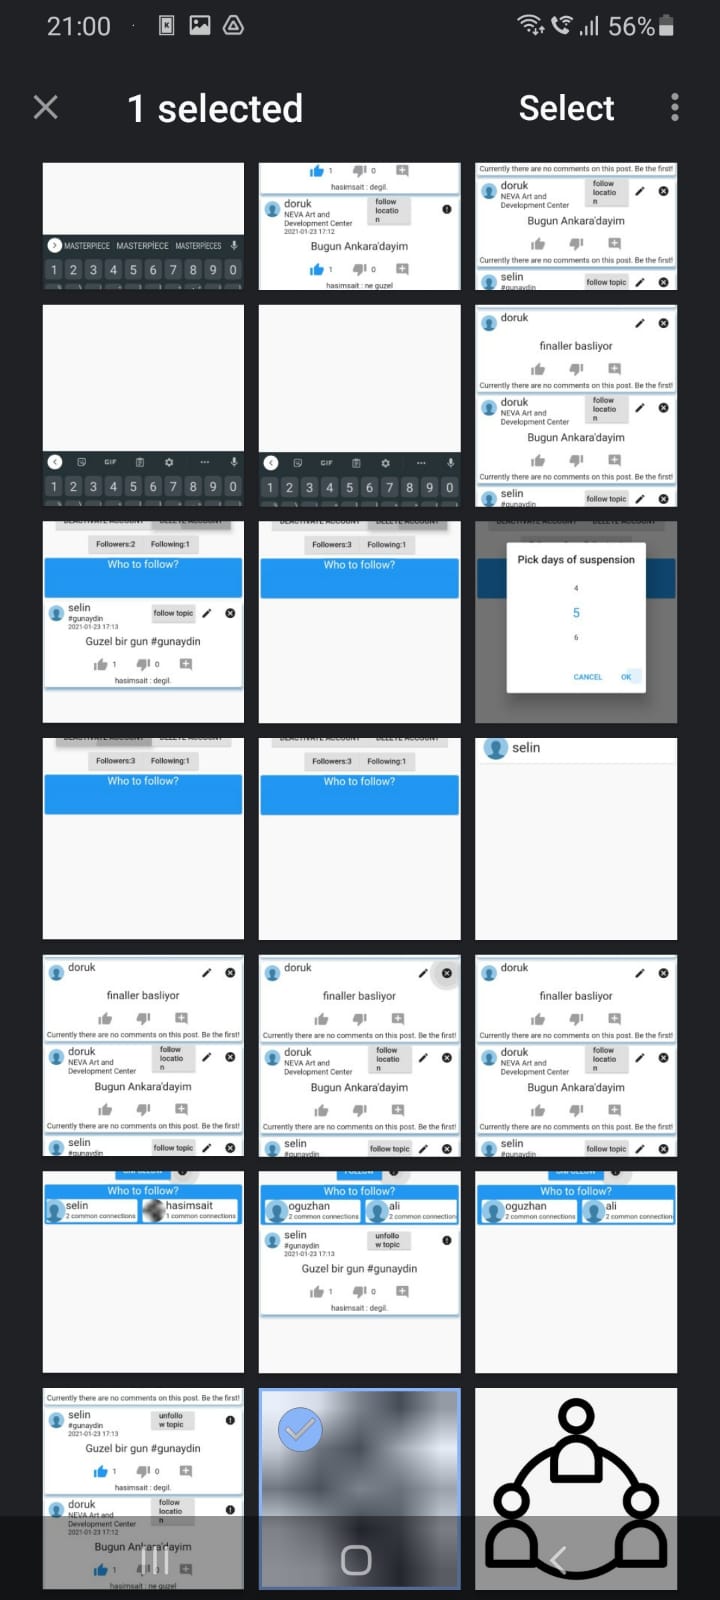 21:00
56%
1 selected
Select
MASTERPIECE MASTERPİECE MASTERPİECES
1 2 3 4 5 6 7 8 9 0
1 0
hasimsait : degil.
doruk
NEVA Art and
Development Center
2021-01-23 17:12
follow
locatio
n
Bugun Ankara'dayim
1 0
hasimsait : ne guzel
Currently there are no comments on this post. Be the first!
doruk
NEVA Art and
Development Center
follow
locatio
n
Bugun Ankara'dayim
Currently there are no comments on this post. Be the first!
selin
#gunaydin
follow topic
GIF
1 2 3 4 5 6 7 8 9 0
GIF
1 2 3 4 5 6 7 8 9 0
doruk
finaller basliyor
Currently there are no comments on this post. Be the first!
doruk
NEVA Art and
Development Center
follow
locatio
n
Bugun Ankara'dayim
Currently there are no comments on this post. Be the first!
selin
#gunaydin
follow topic
DEACTIVATE ACCOUNT DELETE ACCOUNT
Followers:2 Following:1
Who to follow?
selin
#gunaydin
2021-01-23 17:13
follow topic
Guzel bir gun #gunaydin
1 0
hasimsait : degil.
DEACTIVATE ACCOUNT DELETE ACCOUNT
Followers:3 Following:1
Who to follow?
DEACTIVATE ACCOUNT DELETE ACCOUNT
Pick days of suspension
4
5
6
CANCEL OK
DEACTIVATE ACCOUNT DELETE ACCOUNT
Followers:3 Following:1
Who to follow?
DEACTIVATE ACCOUNT DELETE ACCOUNT
Followers:3 Following:1
Who to follow?
selin
doruk
finaller basliyor
Currently there are no comments on this post. Be the first!
doruk
NEVA Art and
Development Center
follow
locatio
n
Bugun Ankara'dayim
Currently there are no comments on this post. Be the first!
selin
#gunaydin
follow topic
doruk
finaller basliyor
Currently there are no comments on this post. Be the first!
doruk
NEVA Art and
Development Center
follow
locatio
n
Bugun Ankara'dayim
Currently there are no comments on this post. Be the first!
selin
#gunaydin
follow topic
doruk
finaller basliyor
Currently there are no comments on this post. Be the first!
doruk
NEVA Art and
Development Center
follow
locatio
n
Bugun Ankara'dayim
Currently there are no comments on this post. Be the first!
selin
#gunaydin
follow topic
UNFOLLOW
Who to follow?
selin
2 common connections
hasimsait
1 common connections
FOLLOW
Who to follow?
oguzhan
2 common connections
ali
2 common connection
selin
#gunaydin
2021-01-23 17:13
unfollo
w topic
Guzel bir gun #gunaydin
1 0
hasimsait : degil.
UNFOLLOW
Who to follow?
oguzhan
2 common connections
ali
2 common connection
Currently there are no comments on this post. Be the first!
selin
#gunaydin
2021-01-23 17:13
unfollo
w topic
Guzel bir gun #gunaydin
1 0
hasimsait : degil.
doruk
NEVA Art and
Development Center
2021-01-23 17:12
follow
locatio
n
Bugun Ankara'dayim
1 0
hasimsait : ne guzel